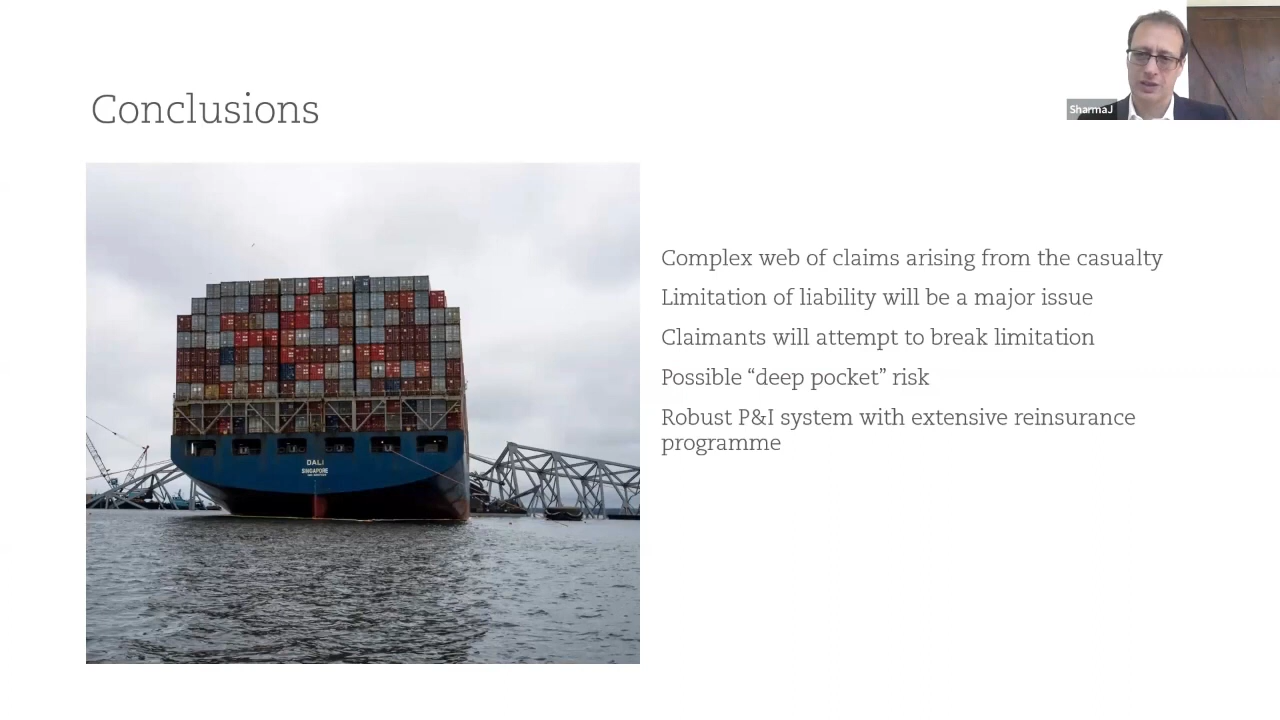 Conclusions
SharmaJ
DALI
SINGAPORE
Complex web of claims arising from the casualty
Limitation of liability will be a major issue
Claimants will attempt to break limitation
Possible “deep pocket” risk
Robust P&I system with extensive reinsurance
programme